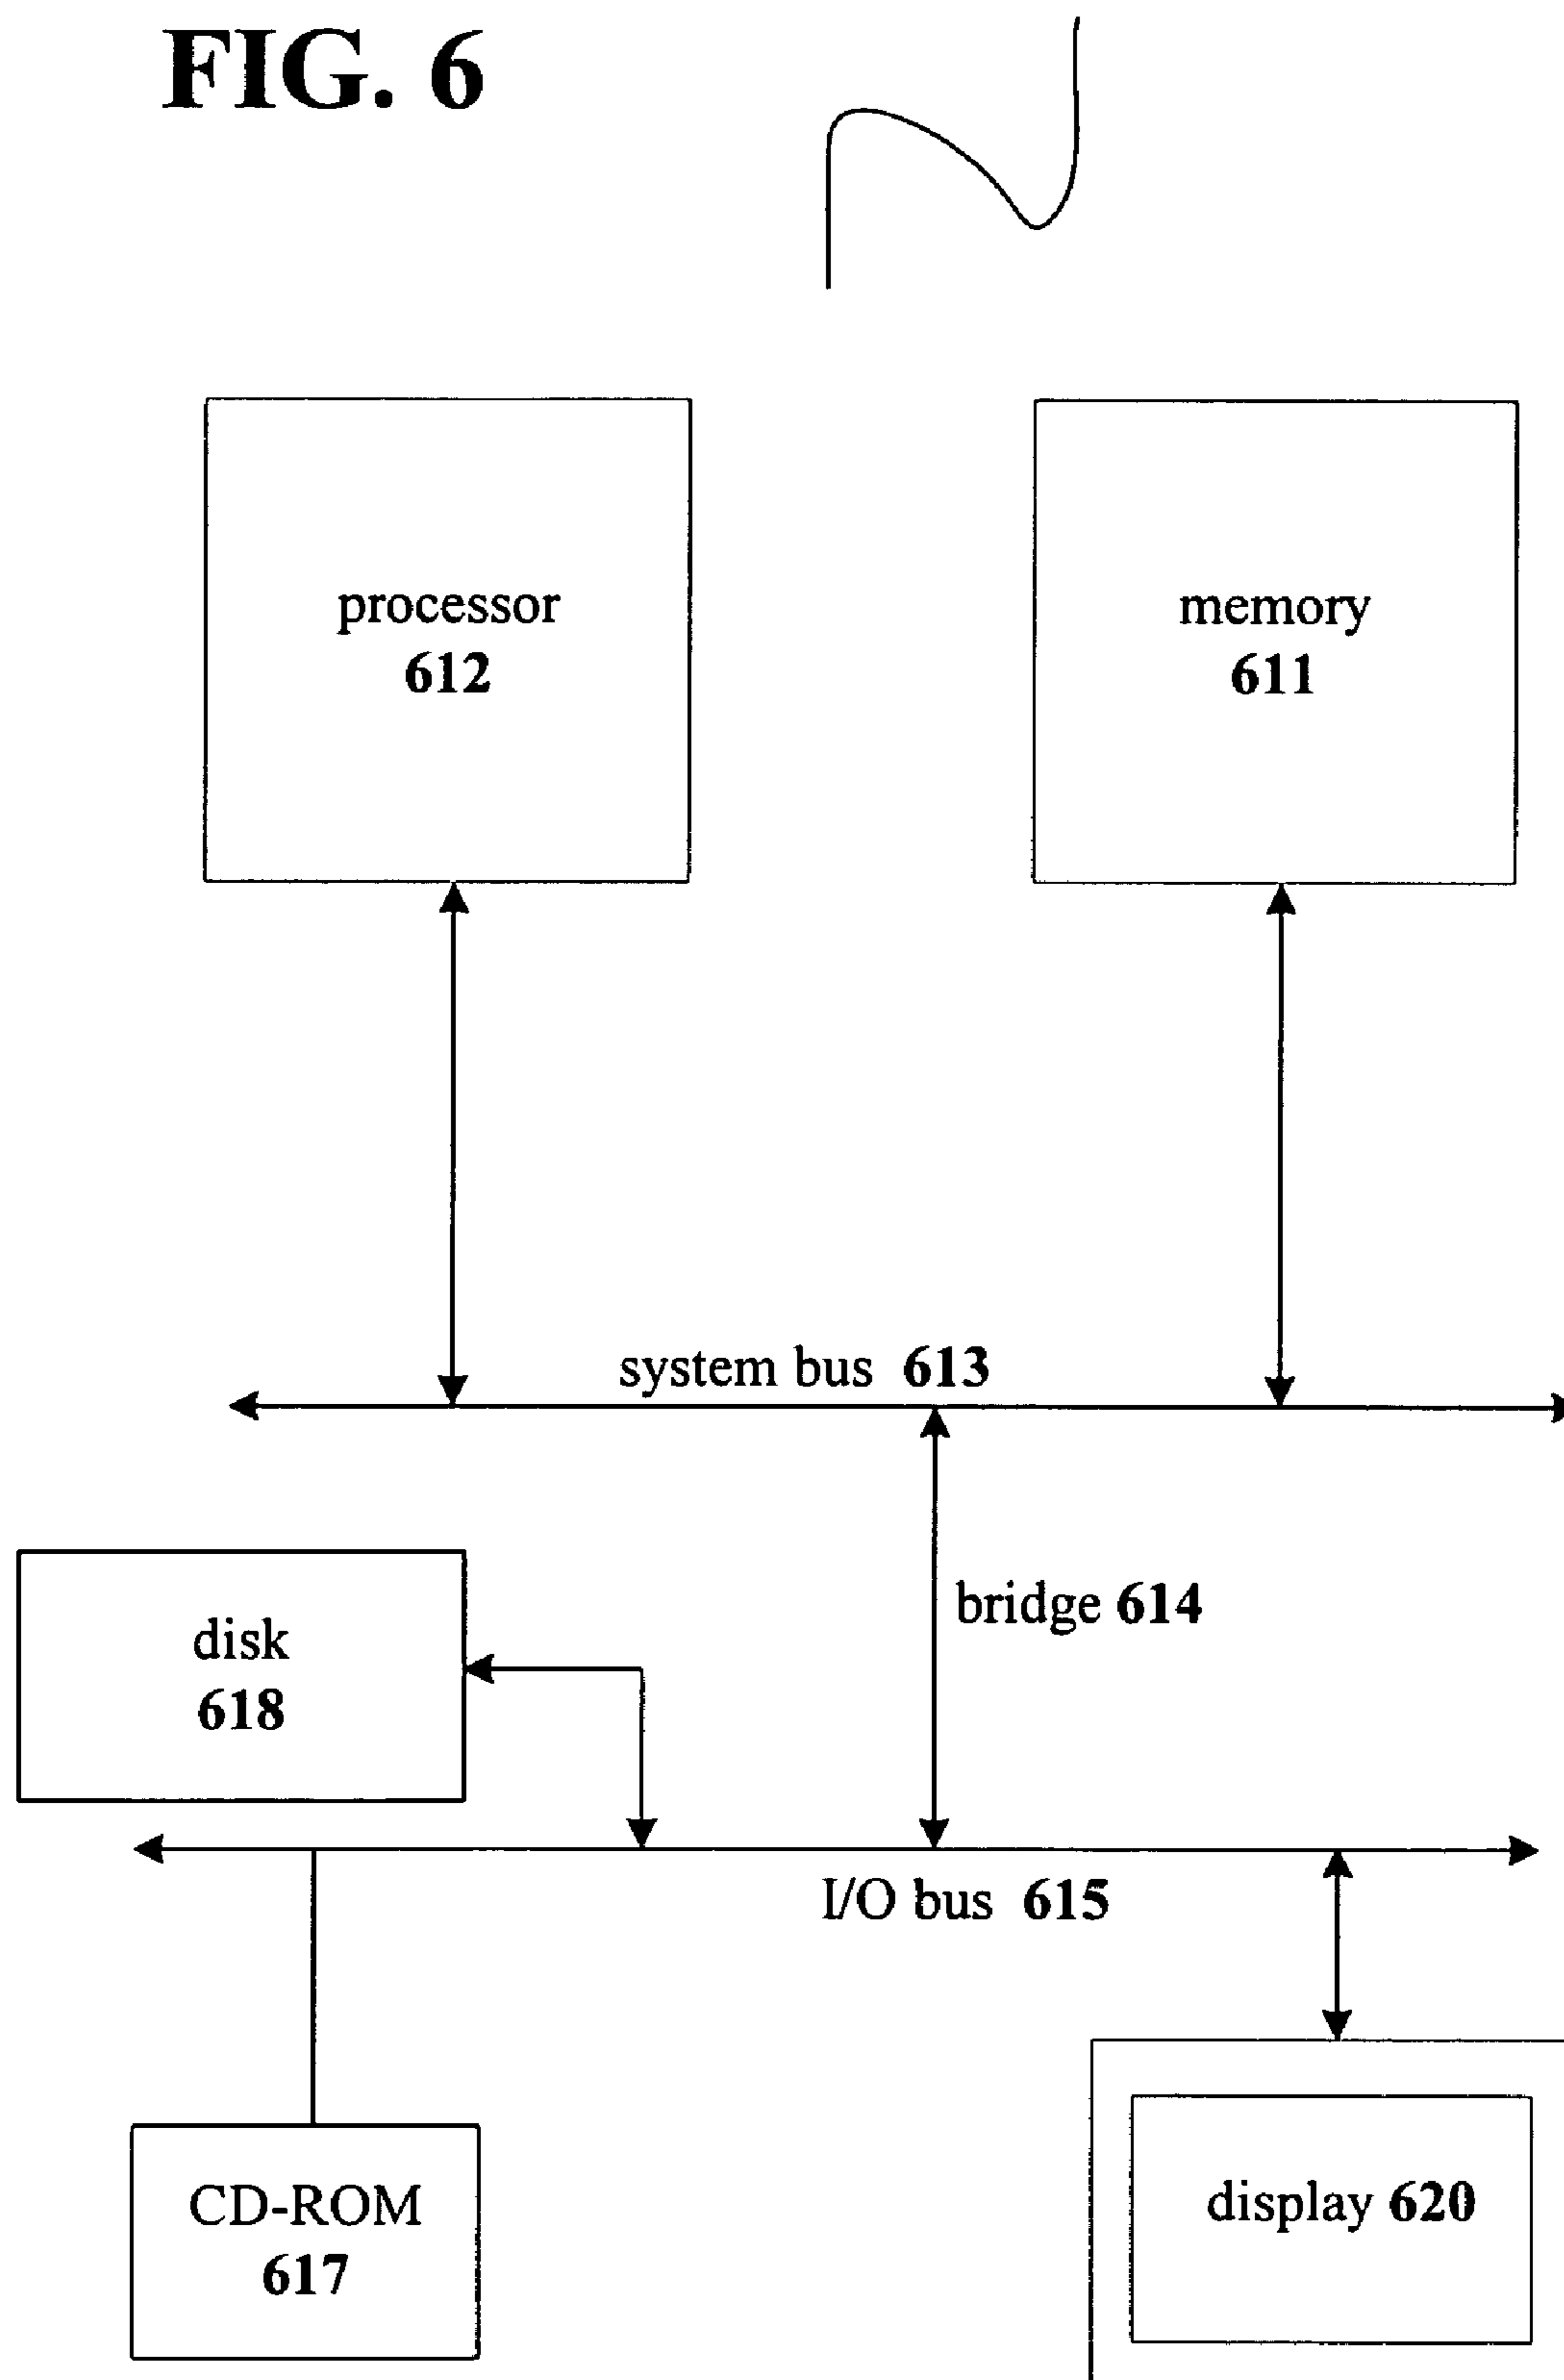 FIG. 6
processor
612
memory
611
system bus 613
bridge 614
disk
618
I/O bus 615
CD-ROM
617
display 620